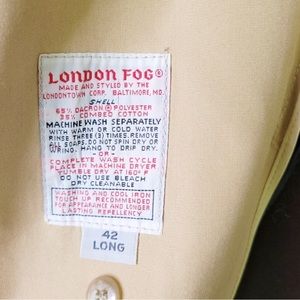 LONDON FOG®
TAILORED BY THE
LONDONTOWN CORP. BALTIMORE, MD.
SHELL
65% DACRON® POLYESTER
35% COMBED COTTON
MACHINE WASH SEPARATELY
WITH WARM OR COLD WATER
RINSE THREE (3) TIMES. REMOVE
ALL SOAPS. DO NOT SPIN DRY OR
WRING. HANG TO DRIP DRY.
- OR -
COMPLETE WASH CYCLE
PLACE IN MACHINE DRYER
TUMBLE DRY AT 160° F
DO NOT USE BLEACH
DRY CLEANABLE
WASHING AND COOL IRON
TOUCH UP RECOMMENDED
FOR APPEARANCE AND LONGER
LASTING REPELLENCY
42
LONG